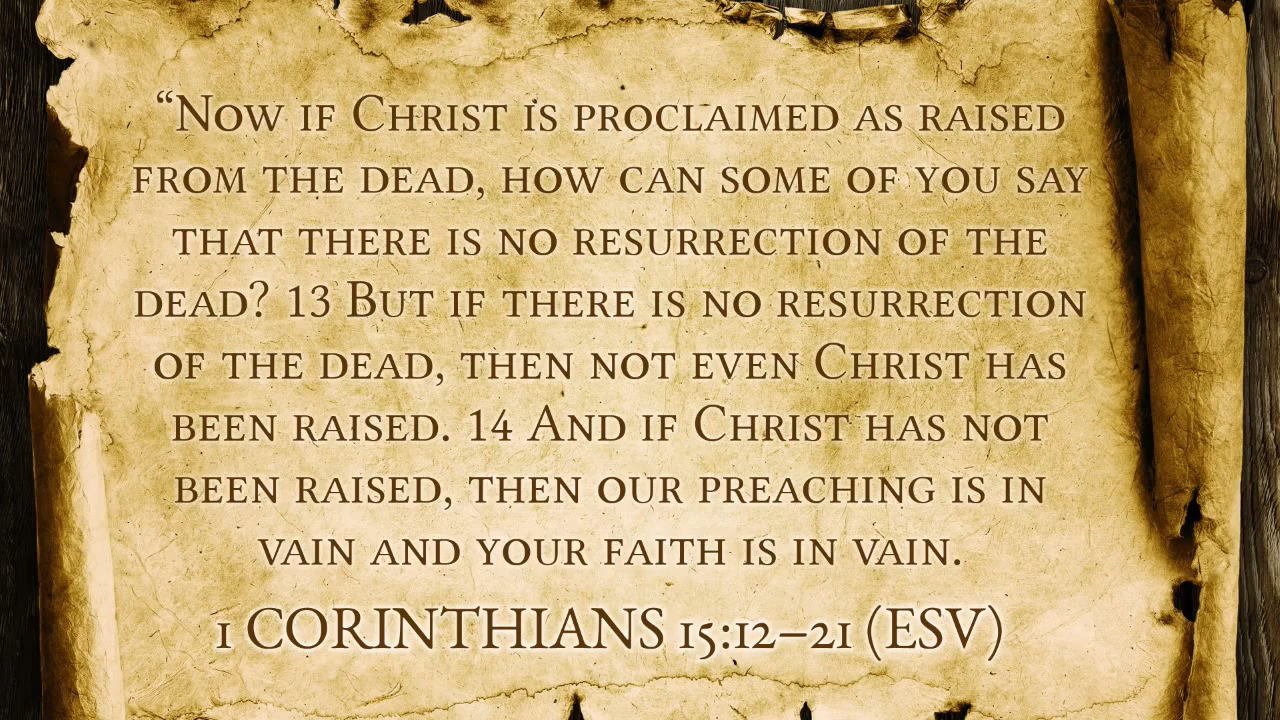 “Now if Christ is proclaimed as raised
from the dead, how can some of you say
that there is no resurrection of the
dead? 13 But if there is no resurrection
of the dead, then not even Christ has
been raised. 14 And if Christ has not
been raised, then our preaching is in
vain and your faith is in vain.
1 CORINTHIANS 15:12–21 (ESV)